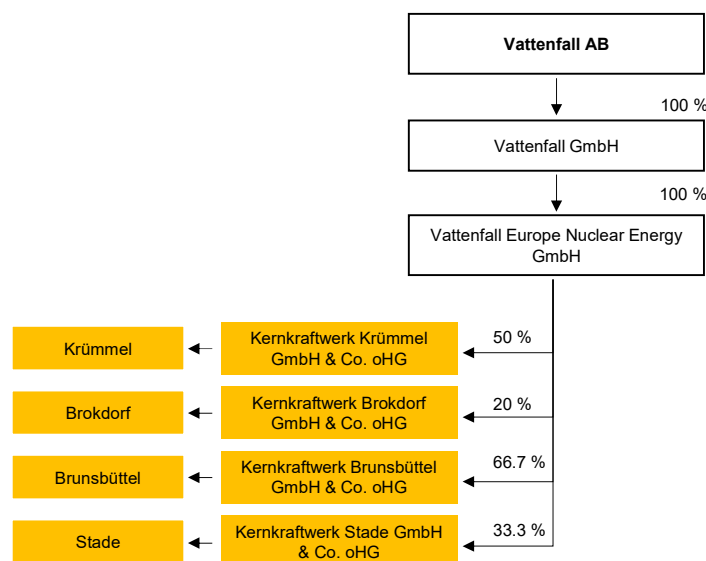 Vattenfall AB
100 %
Vattenfall GmbH
100 %
Vattenfall Europe Nuclear Energy
GmbH
Krümmel
Kernkraftwerk Krümmel
GmbH & Co. oHG
50 %
Brokdorf
Kernkraftwerk Brokdorf
GmbH & Co. oHG
20 %
Brunsbüttel
Kernkraftwerk Brunsbüttel
GmbH & Co. oHG
66.7 %
Stade
Kernkraftwerk Stade GmbH
& Co. oHG
33.3 %